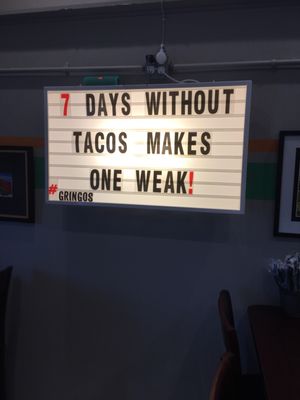 7 DAYS WITHOUT
TACOS MAKES
ONE WEAK!
#GRINGOS